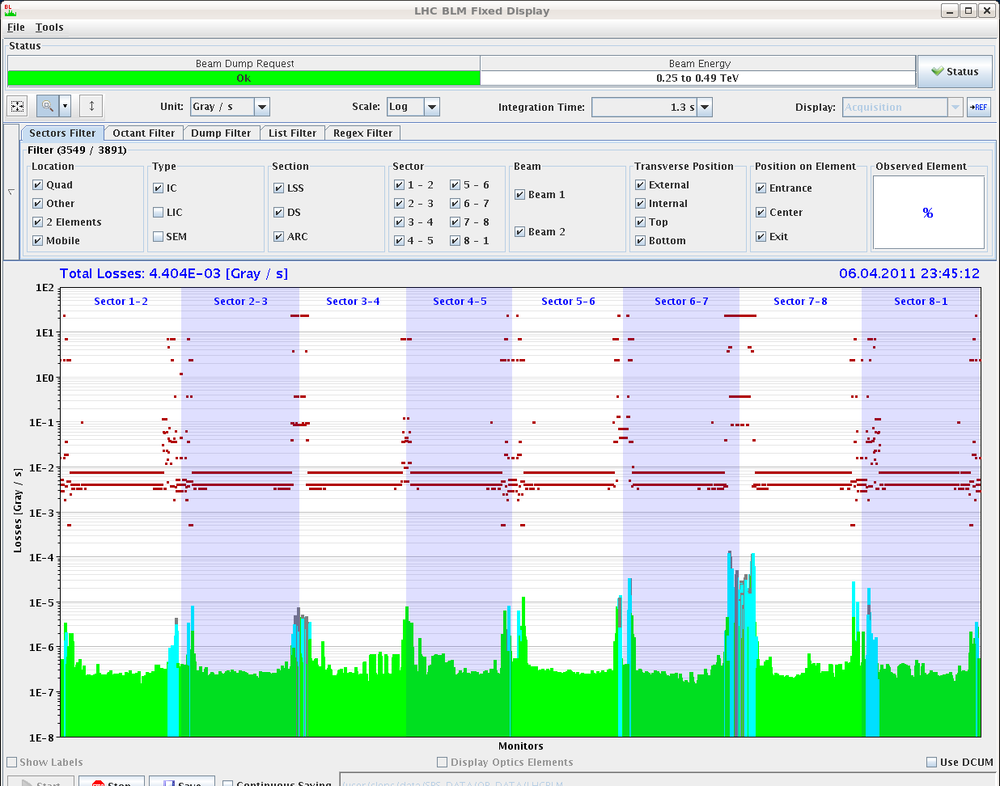 LHC BLM Fixed Display
File Tools
Status
Beam Dump Request Beam Energy
Ok 0.25 to 0.49 TeV
Status
Unit: Gray / s Scale: Log Integration Time: 1.3 s Display: Acquisition →REF
Sectors Filter Octant Filter Dump Filter List Filter Regex Filter
Filter (3549 / 3891)
Location Type Section Sector Beam Transverse Position Position on Element Observed Element
Quad IC LSS 1 - 2 5 - 6 Beam 1 External Entrance %
Other LIC DS 2 - 3 6 - 7 Beam 2 Internal Center
2 Elements SEM ARC 3 - 4 7 - 8 Top Exit
Mobile 4 - 5 8 - 1 Bottom
Total Losses: 4.404E-03 [Gray / s] 06.04.2011 23:45:12
Sector 1-2 Sector 2-3 Sector 3-4 Sector 4-5 Sector 5-6 Sector 6-7 Sector 7-8 Sector 8-1
1E2
1E1
1E0
1E-1
1E-2
1E-3
1E-4
1E-5
1E-6
1E-7
1E-8
Losses [Gray / s]
Monitors
Show Labels Display Optics Elements Use DCUM
Start Stop Save Continuous Saving